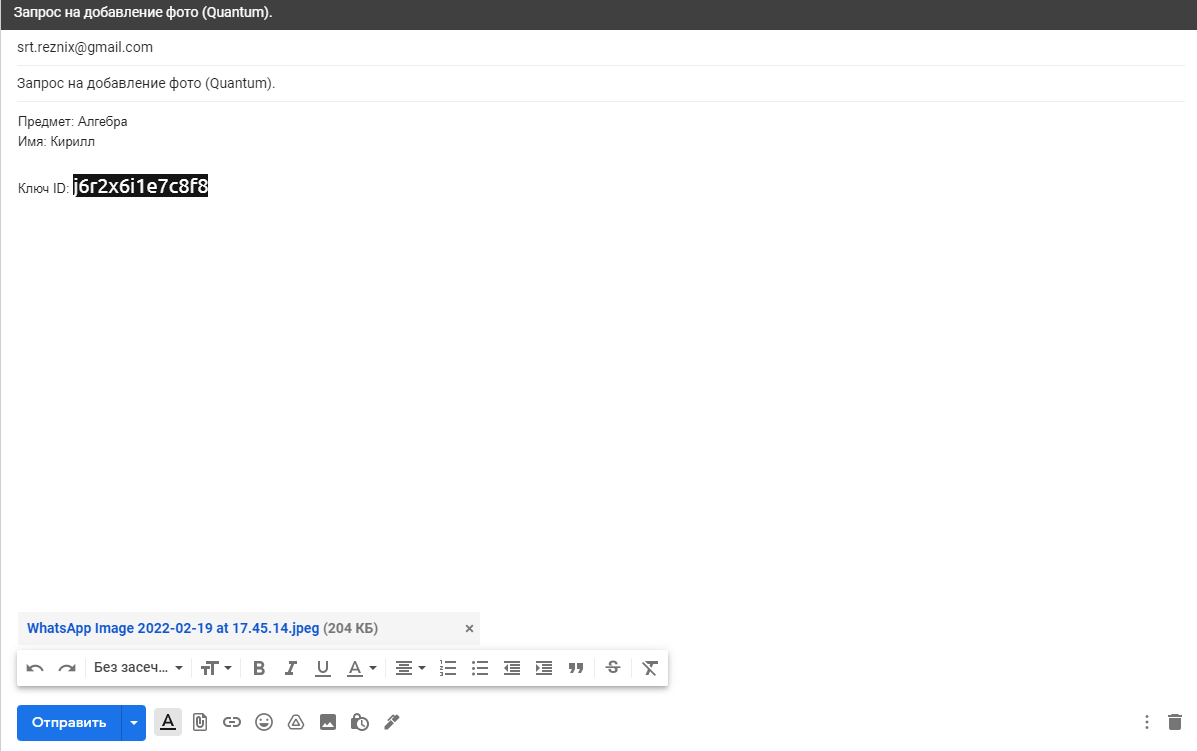 Запрос на добавление фото (Quantum).
srt.reznix@gmail.com
Запрос на добавление фото (Quantum).
Предмет: Алгебра
Имя: Кирилл
Ключ ID: j6r2x6i1e7c8f8
WhatsApp Image 2022-02-19 at 17.45.14.jpeg (204 КБ)
Без засеч...
Отправить